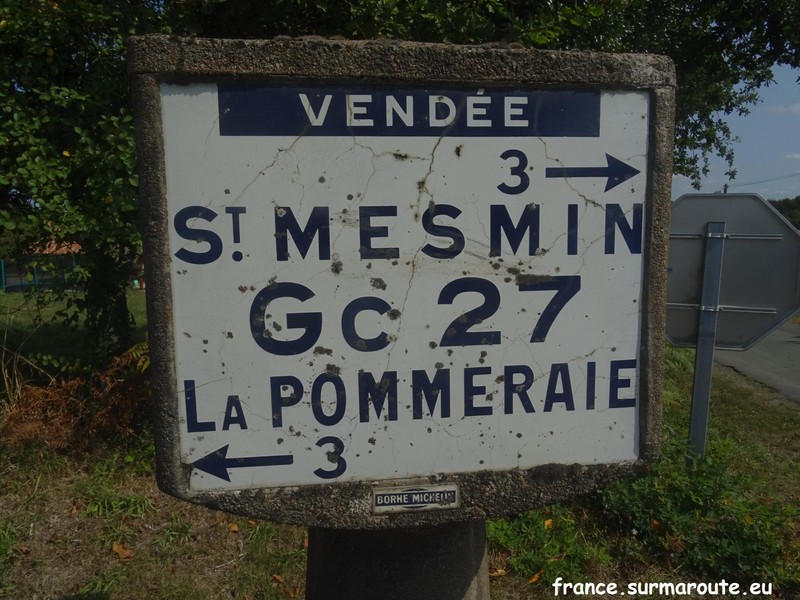 VENDÉE
3 →
ST. MESMIN
Gc 27
LA POMMERAIE
← 3
BORNE MICHELIN
france.surmaroute.eu